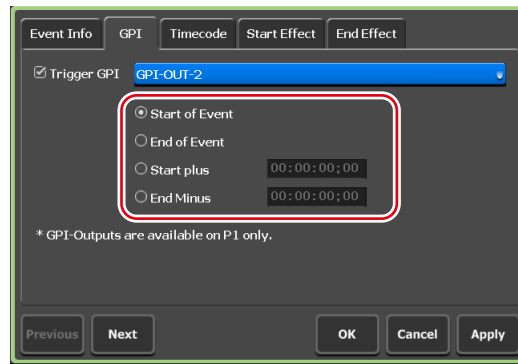 Event Info GPI Timecode Start Effect End Effect
Trigger GPI GPI-OUT-2
Start of Event
End of Event
Start plus 00:00:00;00
End Minus 00:00:00;00
* GPI-Outputs are available on P1 only.
Previous Next OK Cancel Apply